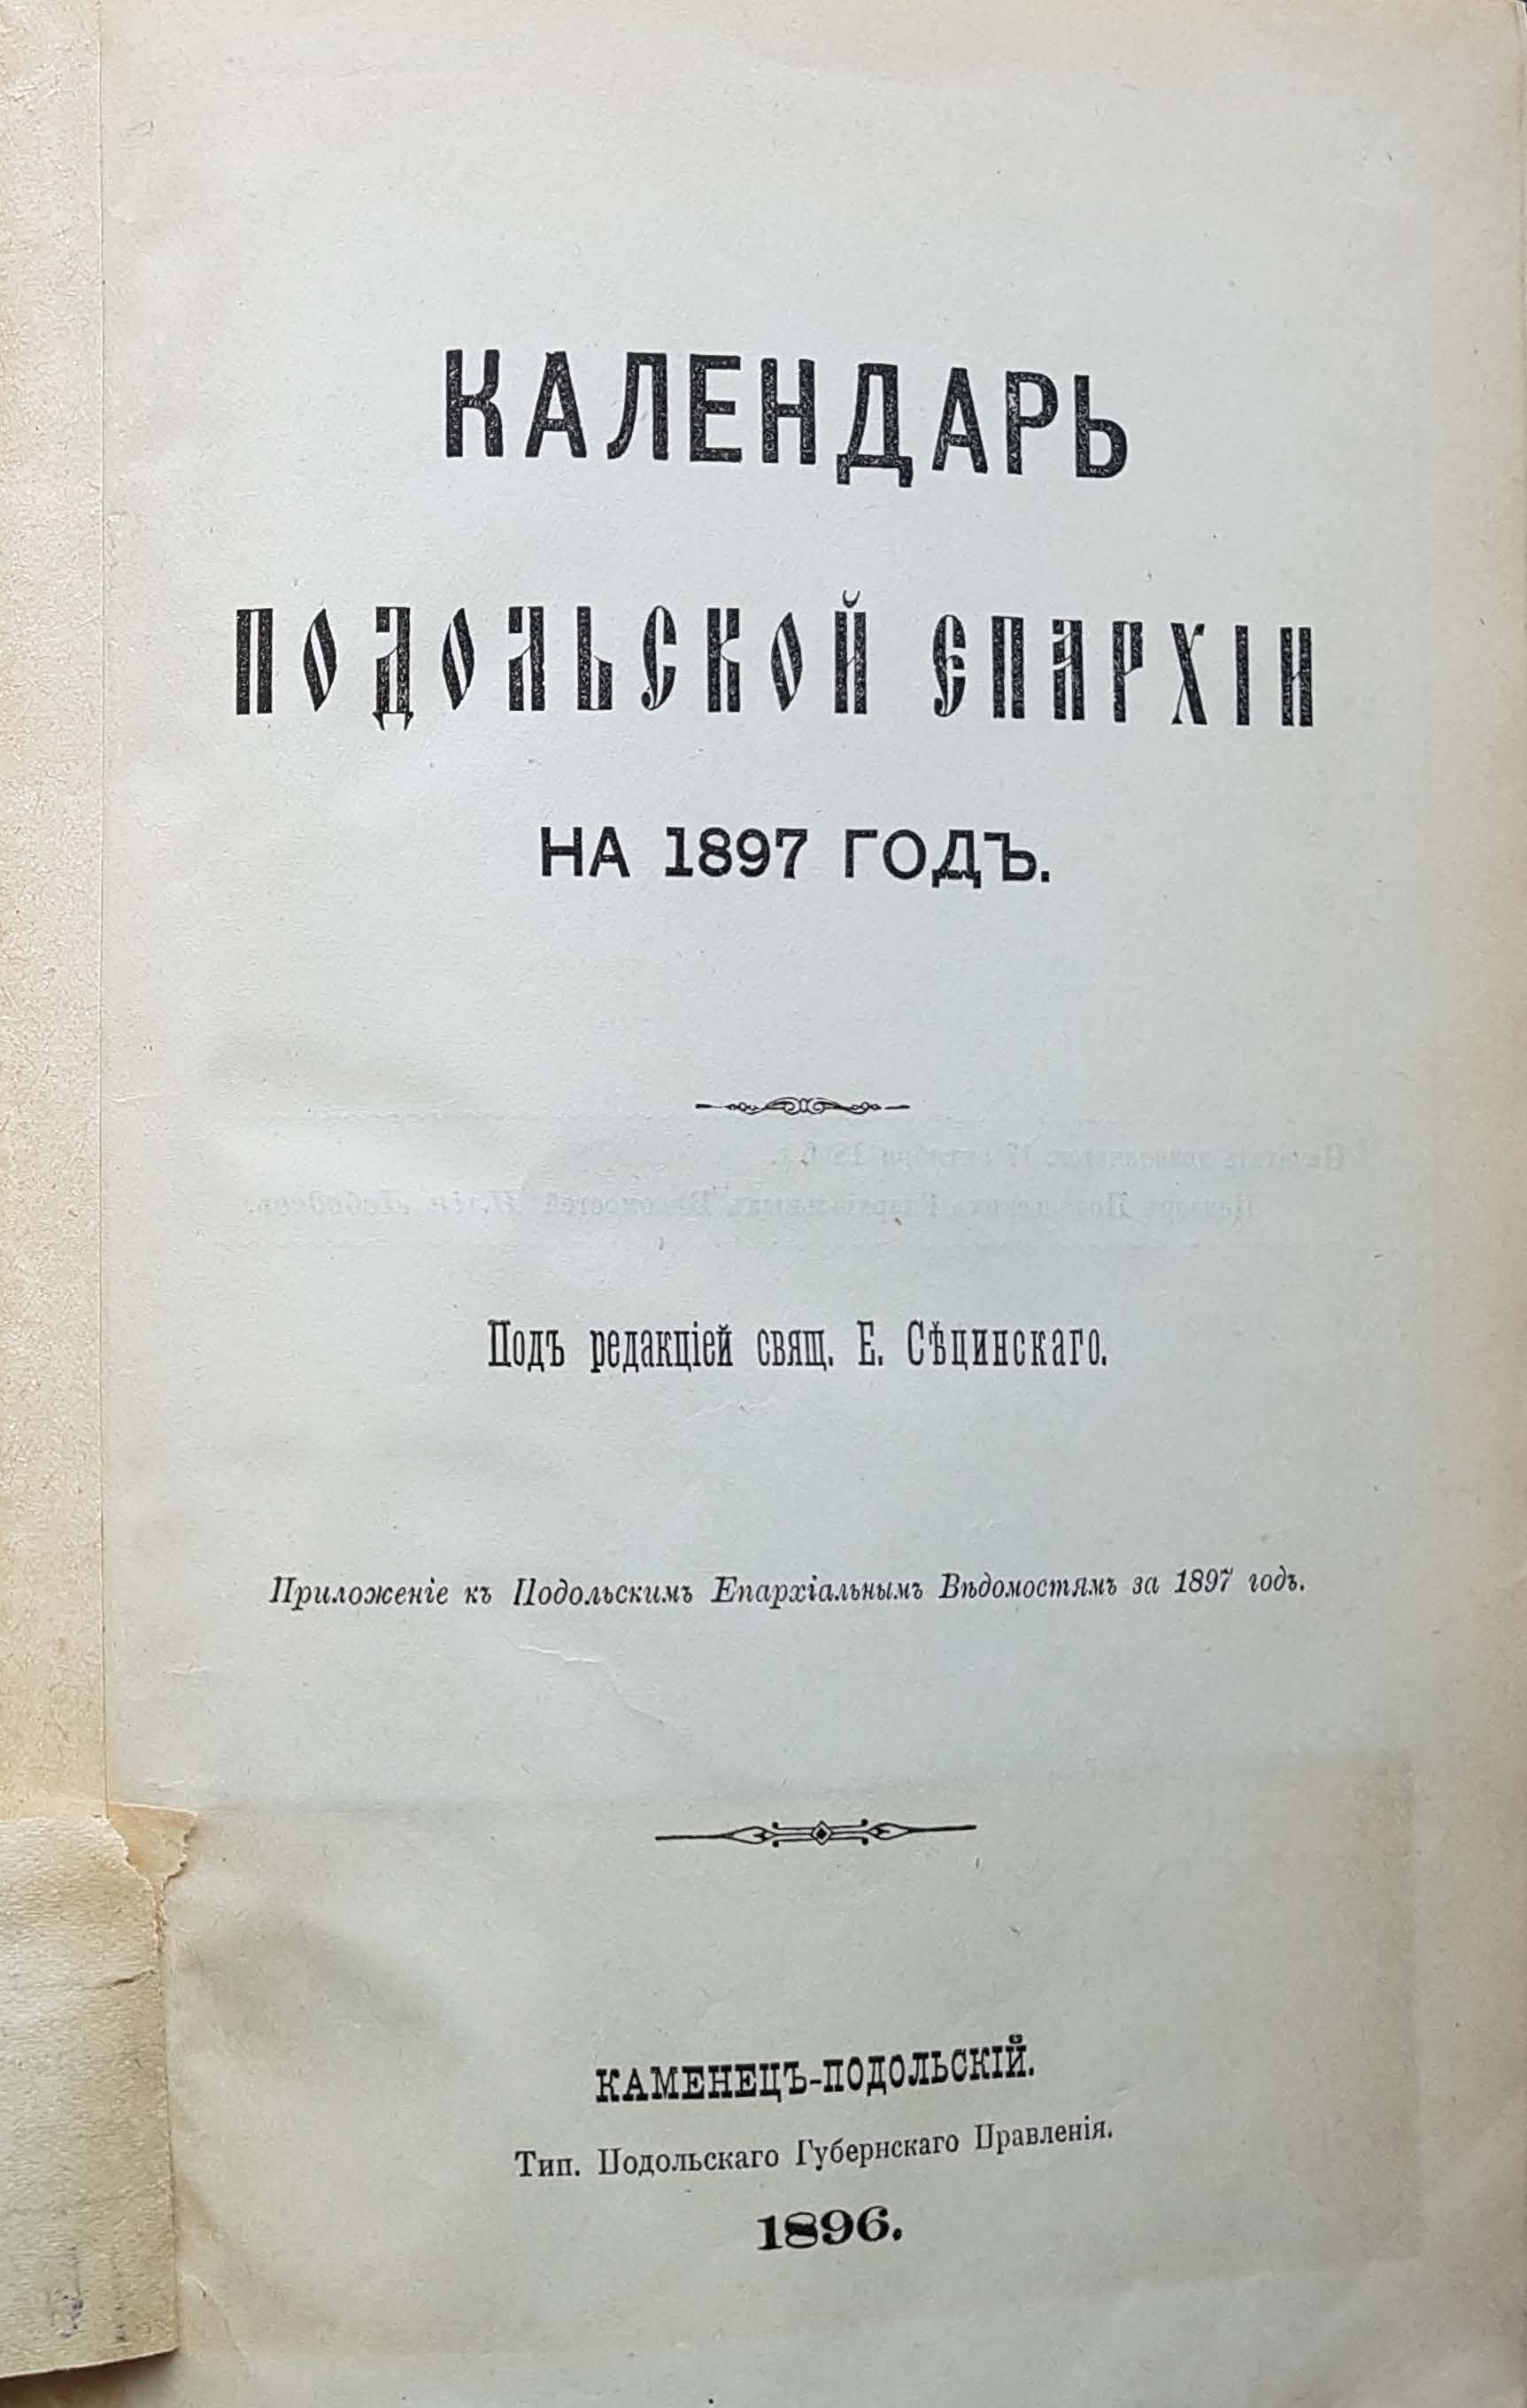 КАЛЕНДАРЬ
ПОДОЛЬСКОЙ ЕПАРХІИ
НА 1897 ГОДЪ.
Подъ редакціей свящ. Е. Сѣцинскаго.
Приложеніе къ Подольскимъ Епархіальнымъ Вѣдомостямъ за 1897 годъ.
КАМЕНЕЦЪ-ПОДОЛЬСКІЙ.
Тип. Подольскаго Губернскаго Правленія.
1896.